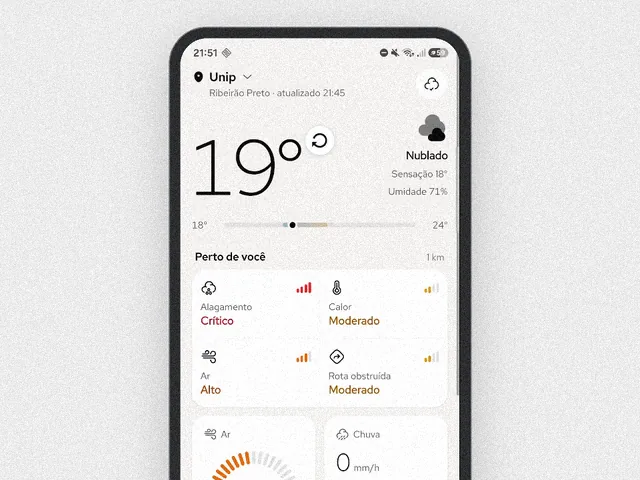 21:51
Unip
Ribeirão Preto · atualizado 21:45
19°
Nublado
Sensação 18°
Umidade 71%
18°
24°
Perto de você
1 km
Alagamento
Crítico
Calor
Moderado
Ar
Alto
Rota obstruída
Moderado
Ar
Chuva
0 mm/h